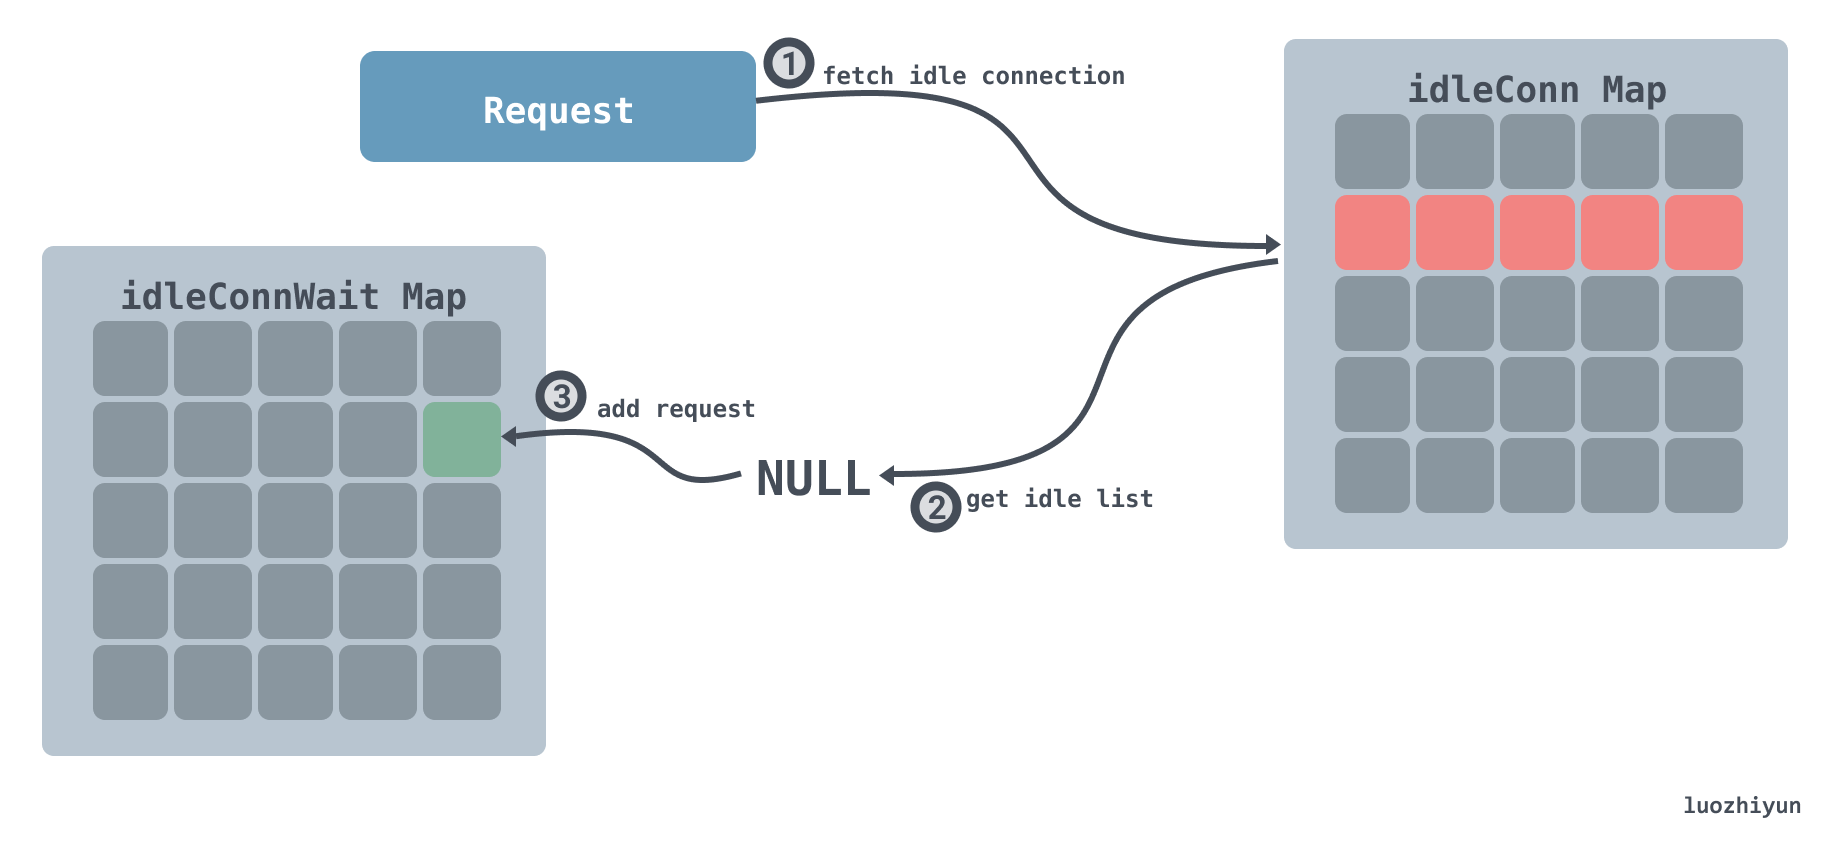 1
fetch idle connection
Request
idleConn Map
idleConnWait Map
3
add request
NULL
2
get idle list
luozhiyun